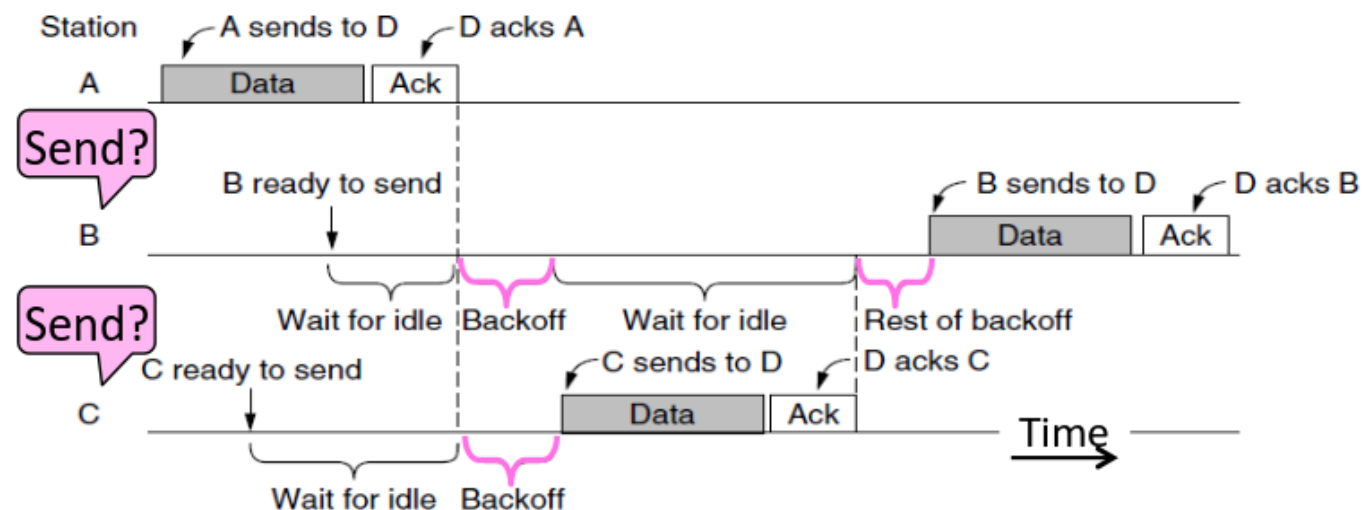 Station
A sends to D
D acks A
A
Data
Ack
Send?
B ready to send
B sends to D
D acks B
B
Data
Ack
Wait for idle
Backoff
Wait for idle
Rest of backoff
Send?
C ready to send
C sends to D
D acks C
C
Data
Ack
Time
Wait for idle
Backoff